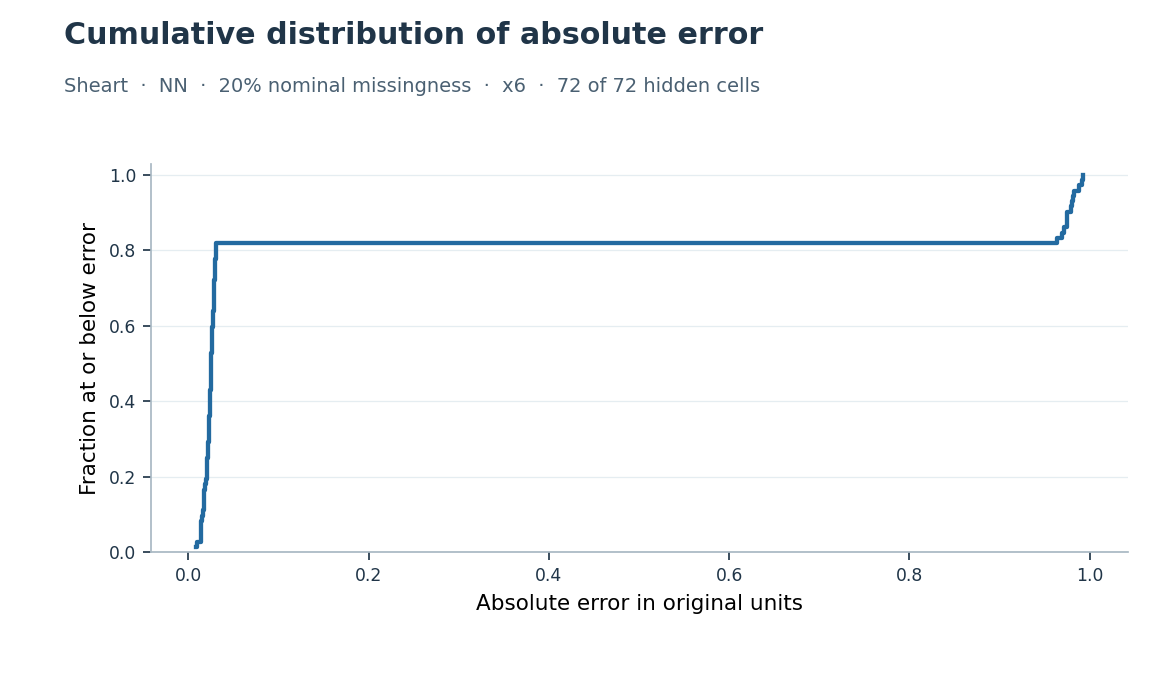 Cumulative distribution of absolute error
Sheart · NN · 20% nominal missingness · x6 · 72 of 72 hidden cells
1.0
0.8
0.6
0.4
0.2
0.0
Fraction at or below error
0.0 0.2 0.4 0.6 0.8 1.0
Absolute error in original units